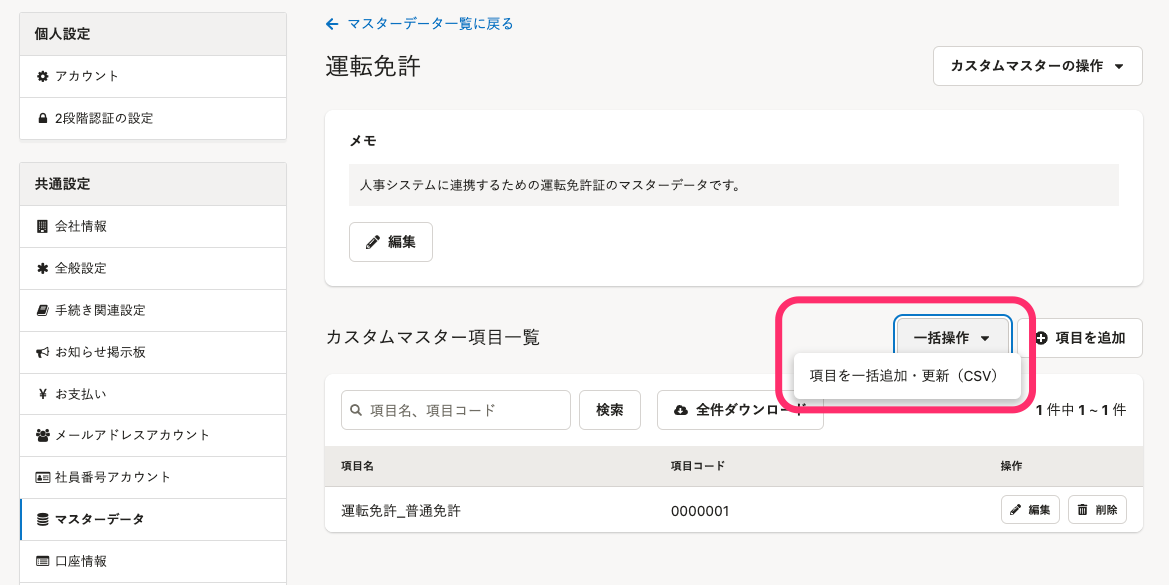 個人設定
アカウント
2段階認証の設定
共通設定
会社情報
全般設定
手続き関連設定
お知らせ掲示板
お支払い
メールアドレスアカウント
社員番号アカウント
マスターデータ
口座情報
マスターデータ一覧に戻る
運転免許
カスタムマスターの操作
メモ
人事システムに連携するための運転免許証のマスターデータです。
編集
カスタムマスター項目一覧
一括操作
項目を追加
項目を一括追加・更新（CSV）
項目名、項目コード
検索
全件ダウンロード
1 件中 1 ~ 1 件
項目名 項目コード 操作
運転免許_普通免許 0000001 編集 削除